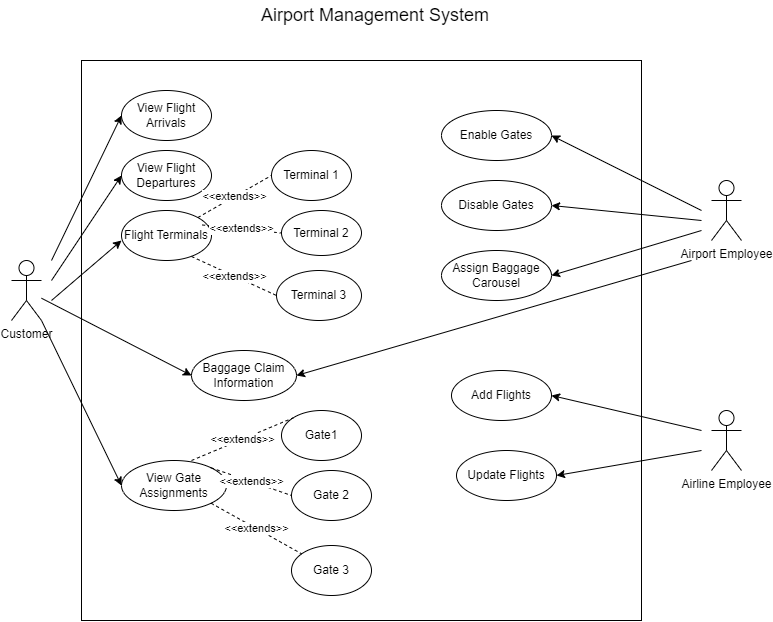 Airport Management System
View Flight
Arrivals
View Flight
Departures
<<extends>>
Terminal 1
Flight Terminals
<<extends>>
Terminal 2
<<extends>>
Terminal 3
Customer
Baggage Claim
Information
<<extends>>
Gate1
View Gate
Assignments
<<extends>>
Gate 2
<<extends>>
Gate 3
Enable Gates
Disable Gates
Assign Baggage
Carousel
Airport Employee
Add Flights
Update Flights
Airline Employee